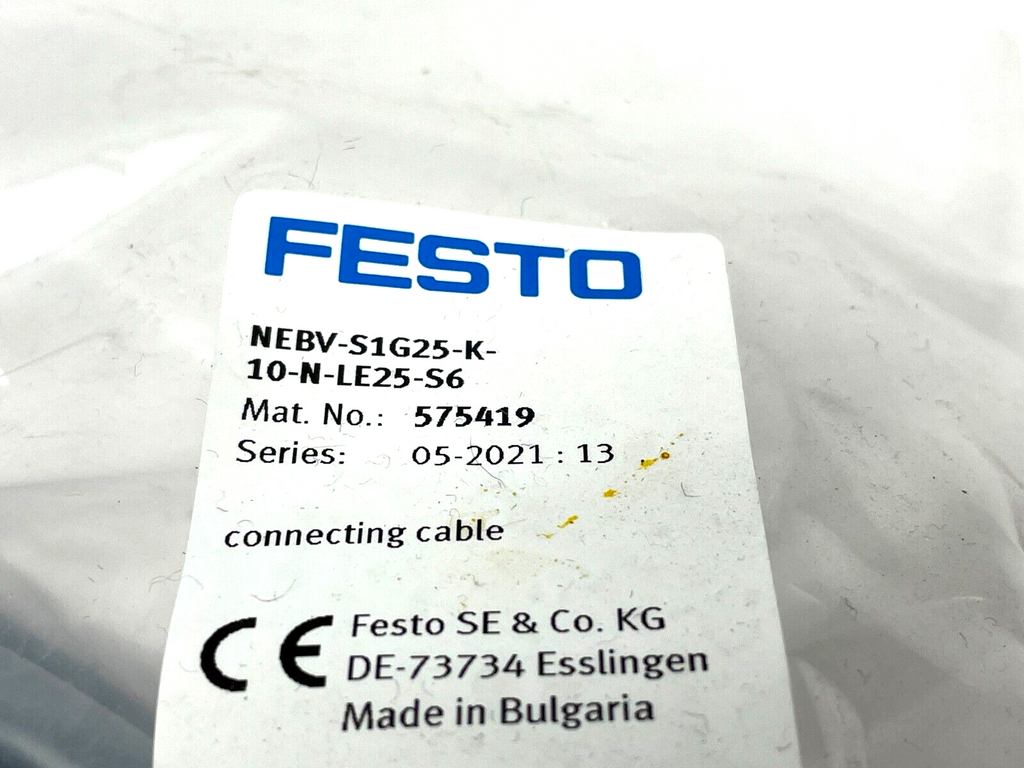 FESTO
NEBV-S1G25-K-
10-N-LE25-S6
Mat. No.: 575419
Series: 05-2021 : 13
connecting cable
CE Festo SE & Co. KG
DE-73734 Esslingen
Made in Bulgaria